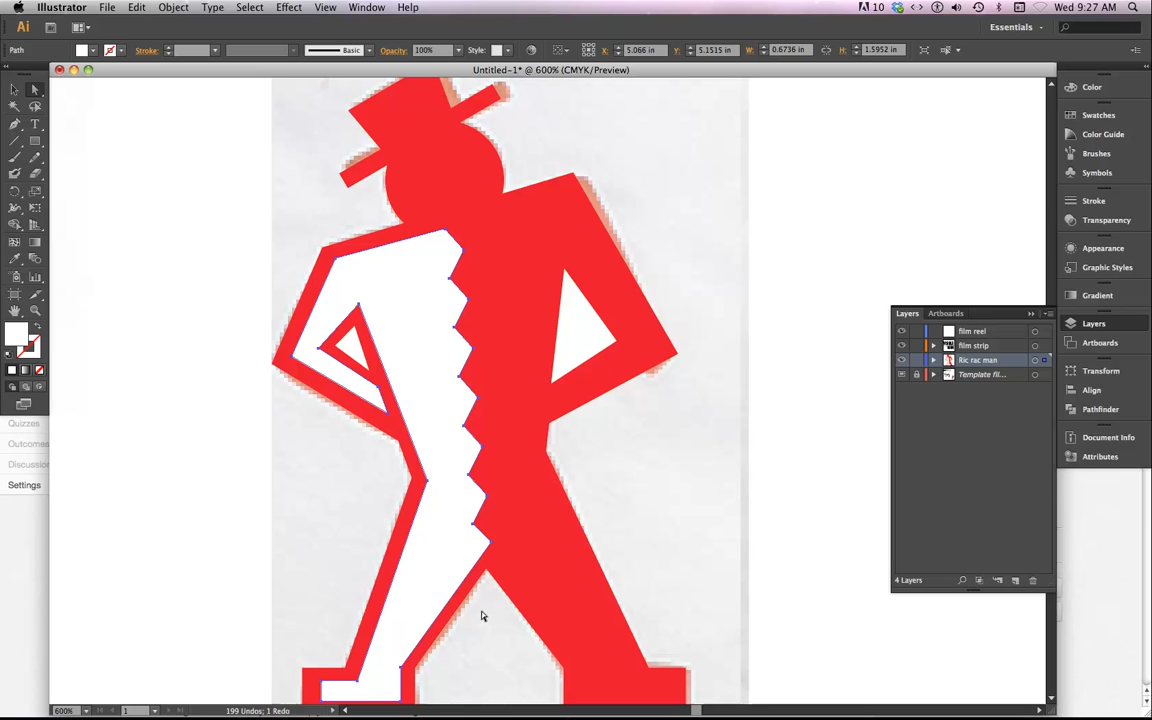 Illustrator File Edit Object Type Select Effect View Window Help 10 Wed 9:27 AM
Ai Essentials
Path Stroke: Basic Opacity: 100% Style: X: 5.066 in Y: 5.1515 in W: 0.6736 in H: 1.5952 in
Untitled-1* @ 600% (CMYK/Preview)
Color
Swatches
Color Guide
Brushes
Symbols
Stroke
Transparency
Appearance
Graphic Styles
Gradient
Layers
Artboards
Transform
Align
Pathfinder
Document Info
Attributes
Layers Artboards
film reel
film strip
Ric rac man
Template fil...
4 Layers
Quizzes
Outcomes
Discussio
Settings
600% 1 199 Undos; 1 Redo